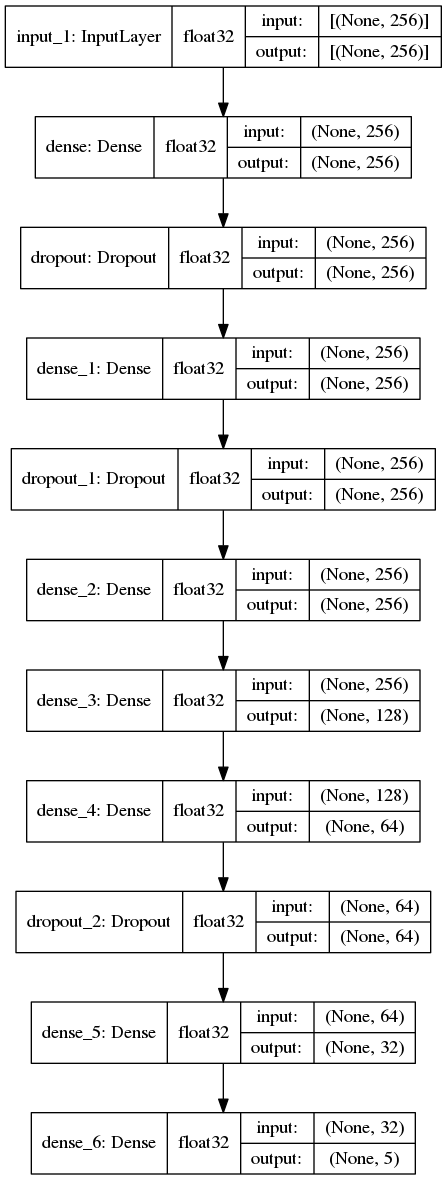 input_1: InputLayer float32 input: [(None, 256)]
output: [(None, 256)]
dense: Dense float32 input: (None, 256)
output: (None, 256)
dropout: Dropout float32 input: (None, 256)
output: (None, 256)
dense_1: Dense float32 input: (None, 256)
output: (None, 256)
dropout_1: Dropout float32 input: (None, 256)
output: (None, 256)
dense_2: Dense float32 input: (None, 256)
output: (None, 256)
dense_3: Dense float32 input: (None, 256)
output: (None, 128)
dense_4: Dense float32 input: (None, 128)
output: (None, 64)
dropout_2: Dropout float32 input: (None, 64)
output: (None, 64)
dense_5: Dense float32 input: (None, 64)
output: (None, 32)
dense_6: Dense float32 input: (None, 32)
output: (None, 5)